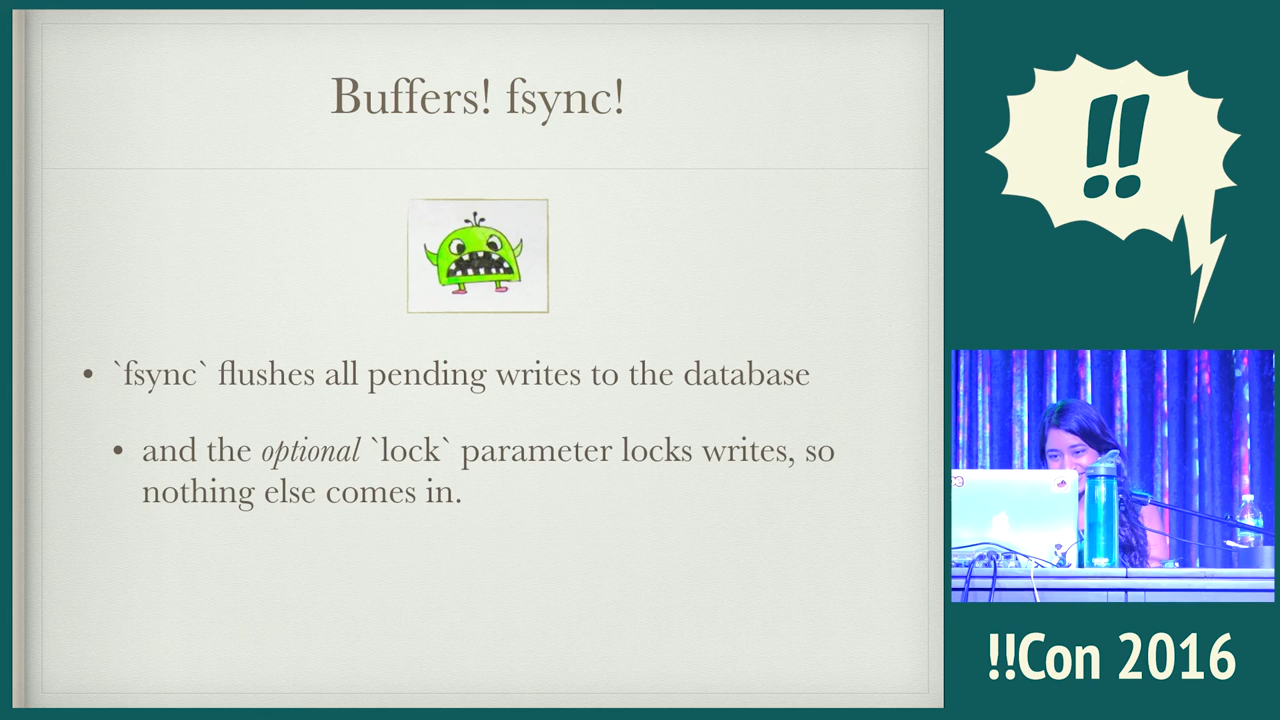 Buffers! fsync!
• `fsync` flushes all pending writes to the database
• and the optional `lock` parameter locks writes, so
nothing else comes in.
!!
!!Con 2016